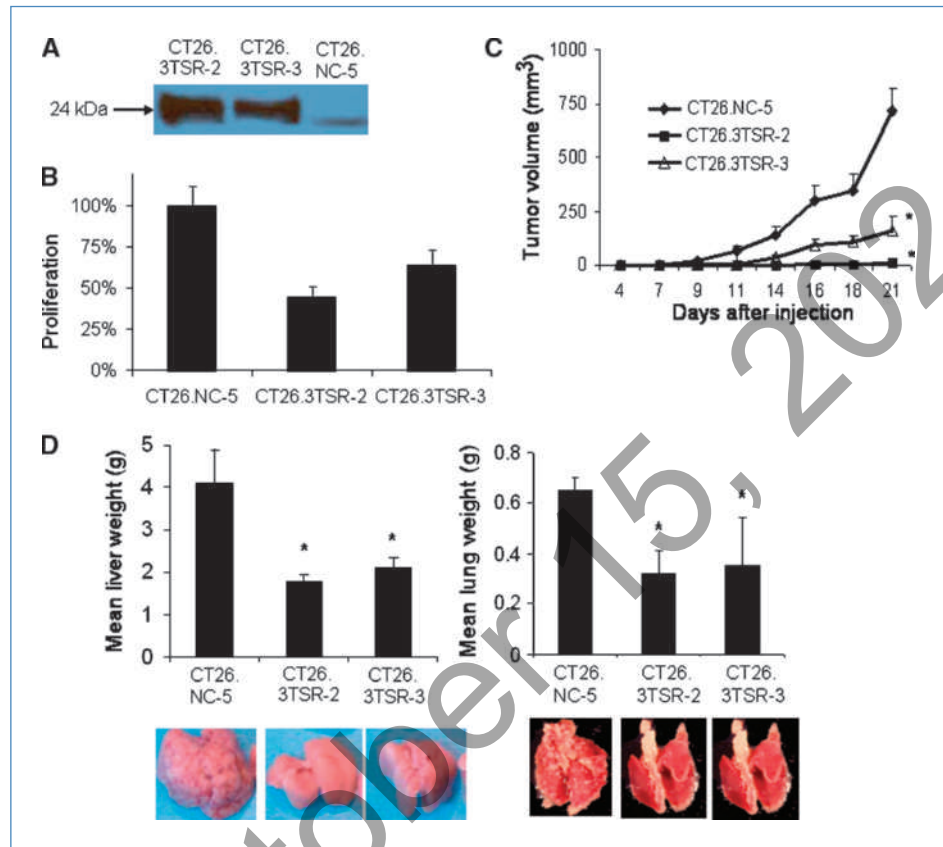 A
CT26.
3TSR-2
CT26.
3TSR-3
CT26.
NC-5
24 kDa
B
Proliferation
100%
75%
50%
25%
0%
CT26.NC-5 CT26.3TSR-2 CT26.3TSR-3
C
Tumor volume (mm³)
1000
750
500
250
0
CT26.NC-5
CT26.3TSR-2
CT26.3TSR-3
*
*
4 7 9 11 14 16 18 21
Days after injection
D
Mean liver weight (g)
5
4
3
2
1
0
* *
CT26.
NC-5
CT26.
3TSR-2
CT26.
3TSR-3
Mean lung weight (g)
0.8
0.6
0.4
0.2
0
* *
CT26.
NC-5
CT26.
3TSR-2
CT26.
3TSR-3
tober 15, 202